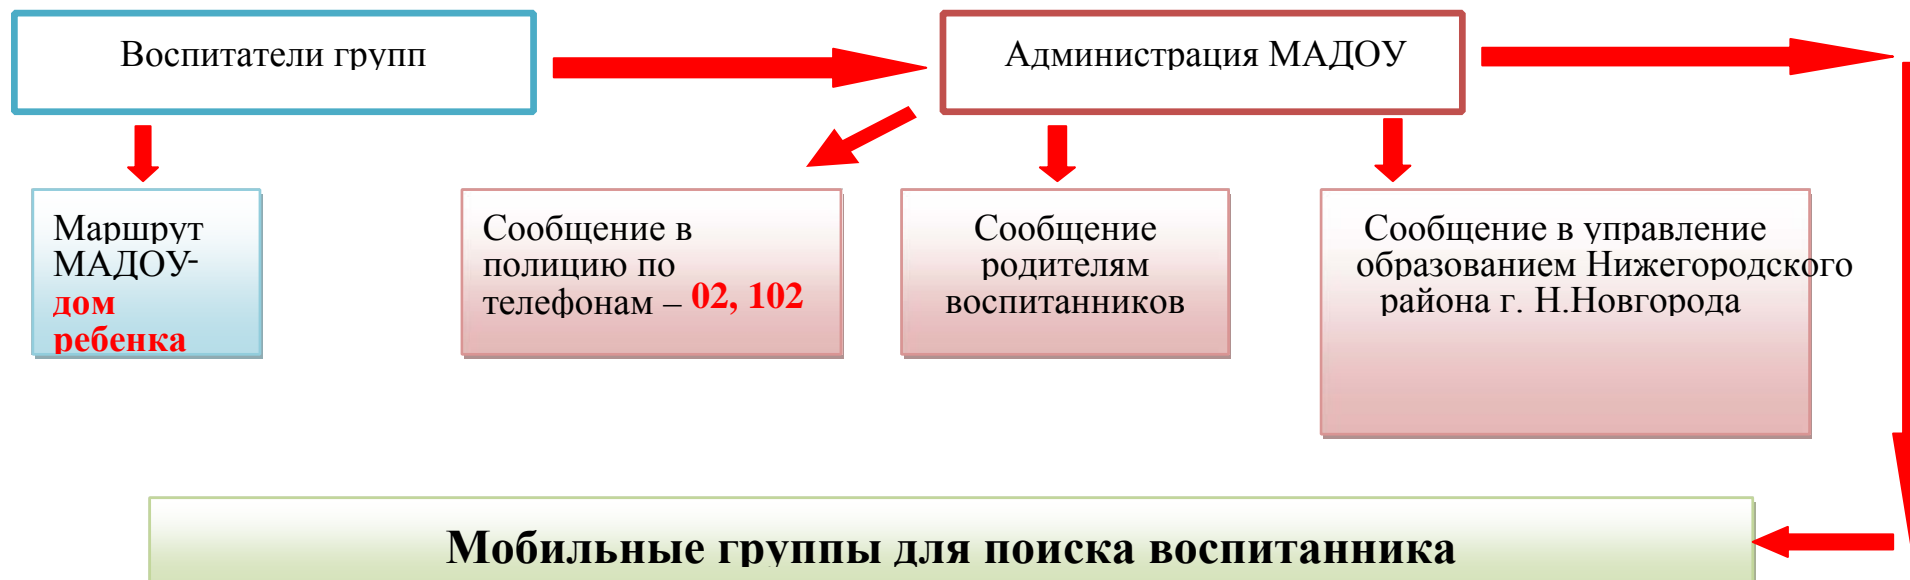 Воспитатели групп
Администрация МАДОУ
Маршрут
МАДОУ-
дом
ребенка
Сообщение в
полицию по
телефонам – 02, 102
Сообщение
родителям
воспитанников
Сообщение в управление
образованием Нижегородского
района г. Н.Новгорода
Мобильные группы для поиска воспитанника